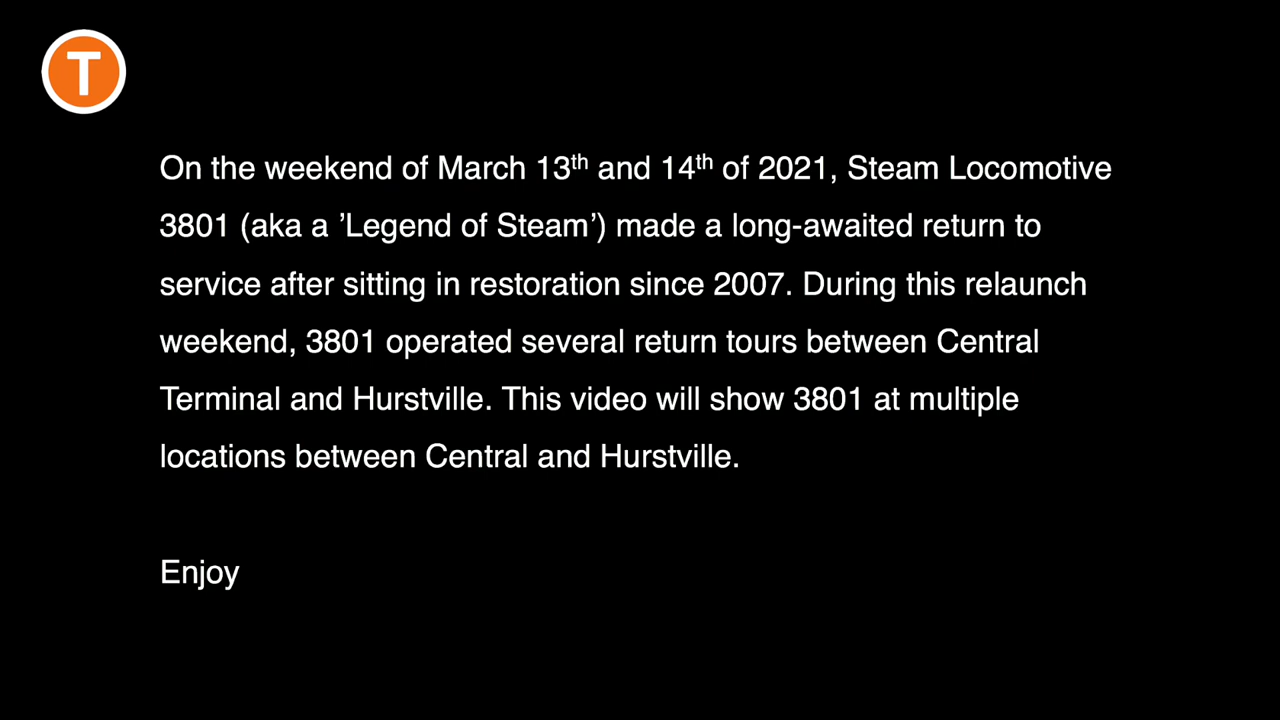 T
On the weekend of March 13th and 14th of 2021, Steam Locomotive
3801 (aka a ’Legend of Steam’) made a long-awaited return to
service after sitting in restoration since 2007. During this relaunch
weekend, 3801 operated several return tours between Central
Terminal and Hurstville. This video will show 3801 at multiple
locations between Central and Hurstville.
Enjoy